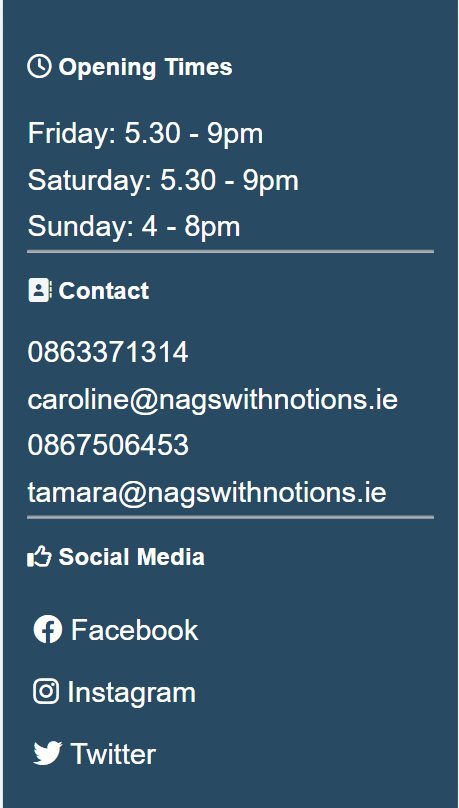 Opening Times
Friday: 5.30 - 9pm
Saturday: 5.30 - 9pm
Sunday: 4 - 8pm
Contact
0863371314
caroline@nagswithnotions.ie
0867506453
tamara@nagswithnotions.ie
Social Media
Facebook
Instagram
Twitter